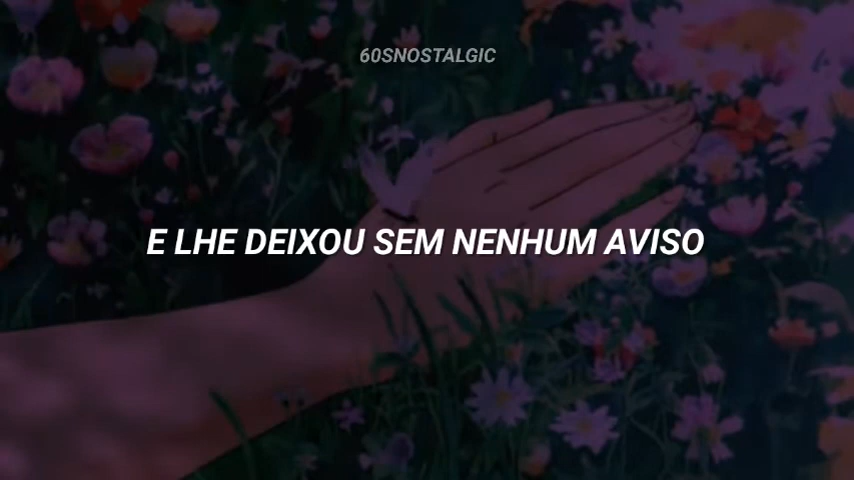 60SNOSTALGIC
E LHE DEIXOU SEM NENHUM AVISO